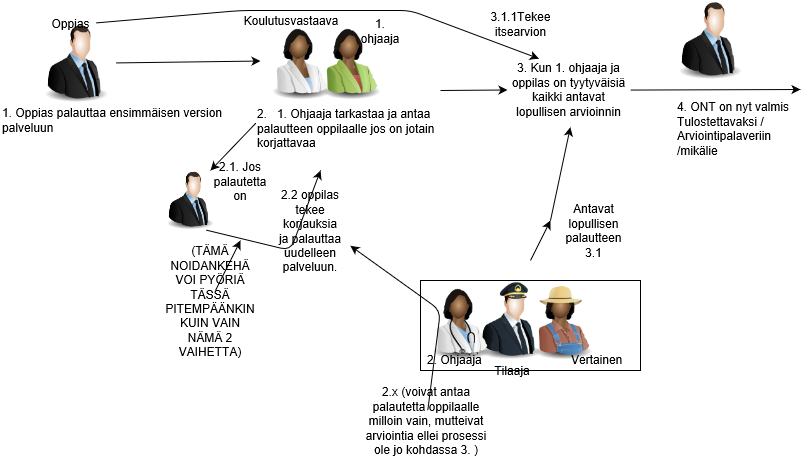 Oppias
Koulutusvastaava
1.
ohjaaja
3.1.1Tekee
itsearvion
1. Oppias palauttaa ensimmäisen version
palveluun
2.   1. Ohjaaja tarkastaa ja antaa
palautteen oppilaalle jos on jotain
korjattavaa
3. Kun 1. ohjaaja ja
oppilas on tyytyväisiä
kaikki antavat
lopullisen arvioinnin
4. ONT on nyt valmis
Tulostettavaksi /
Arviointipalaveriin
/mikälie
2.1. Jos
palautetta
on
2.2 oppilas
tekee
korjauksia
ja palauttaa
uudelleen
palveluun.
(TÄMÄ
NOIDANKEHÄ
VOI PYÖRIÄ
TÄSSÄ
PITEMPÄÄNKIN
KUIN VAIN
NÄMÄ 2
VAIHETTA)
Antavat
lopullisen
palautteen
3.1
2. Ohjaaja
Tilaaja
Vertainen
2.x (voivat antaa
palautetta oppilaalle
milloin vain, mutteivat
arviointia ellei prosessi
ole jo kohdassa 3. )